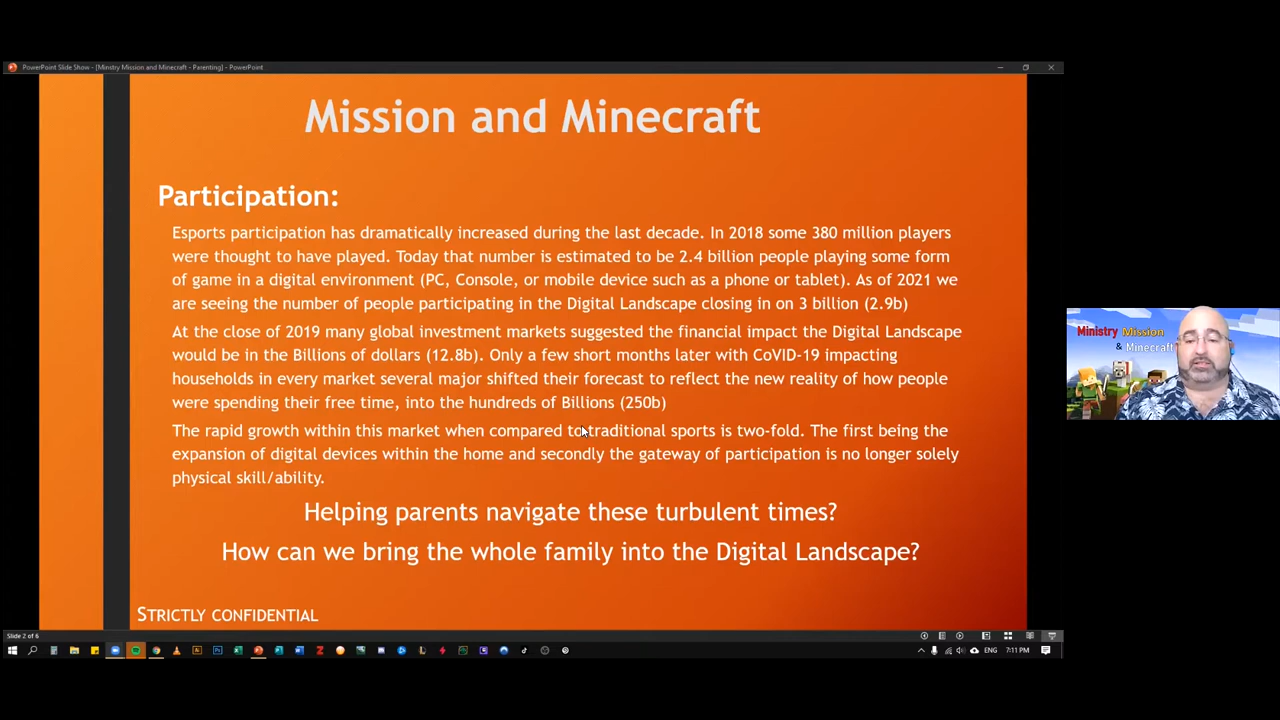 PowerPoint Slide Show - [Minstry Mission and Minecraft - Parenting] - PowerPoint
Mission and Minecraft
Participation:
Esports participation has dramatically increased during the last decade. In 2018 some 380 million players
were thought to have played. Today that number is estimated to be 2.4 billion people playing some form
of game in a digital environment (PC, Console, or mobile device such as a phone or tablet). As of 2021 we
are seeing the number of people participating in the Digital Landscape closing in on 3 billion (2.9b)
At the close of 2019 many global investment markets suggested the financial impact the Digital Landscape
would be in the Billions of dollars (12.8b). Only a few short months later with CoVID-19 impacting
households in every market several major shifted their forecast to reflect the new reality of how people
were spending their free time, into the hundreds of Billions (250b)
The rapid growth within this market when compared to traditional sports is two-fold. The first being the
expansion of digital devices within the home and secondly the gateway of participation is no longer solely
physical skill/ability.
Helping parents navigate these turbulent times?
How can we bring the whole family into the Digital Landscape?
STRICTLY CONFIDENTIAL
Ministry Mission
& Minecraft
Slide 2 of 6
ENG
7:11 PM